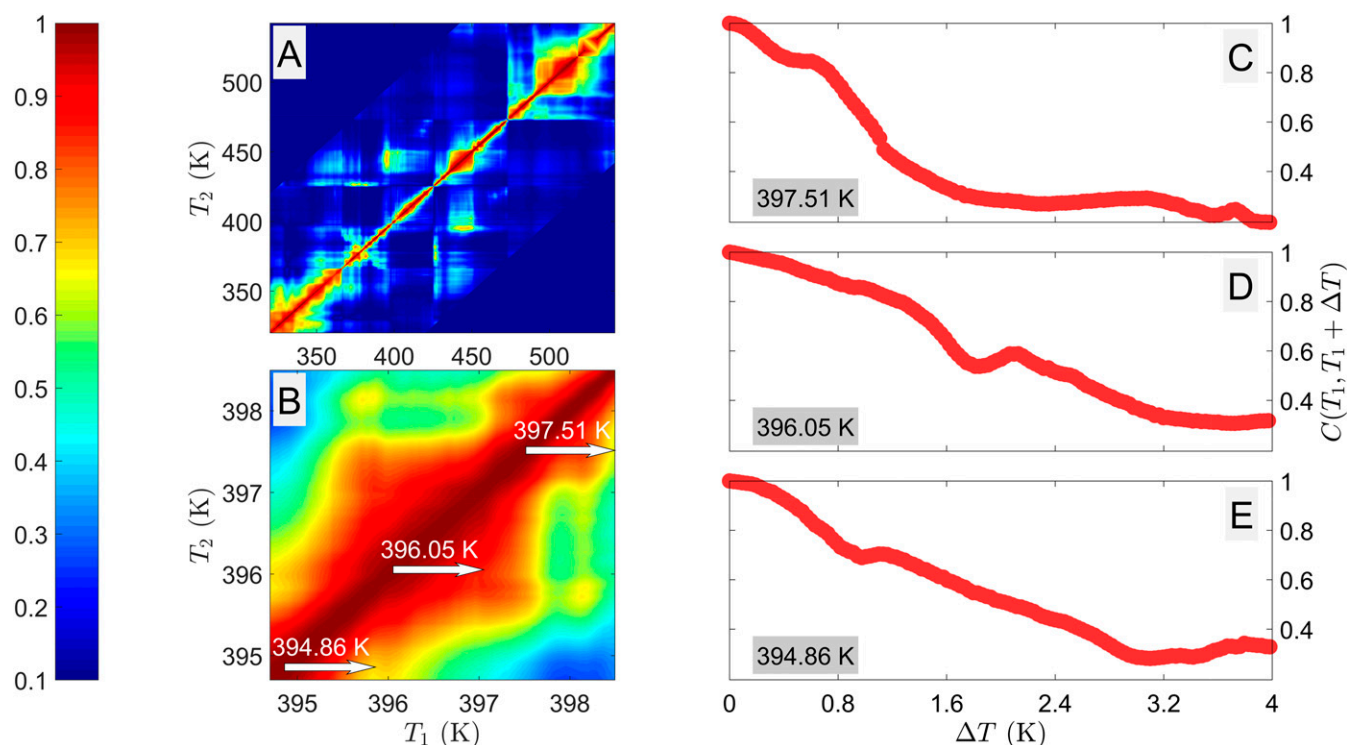 1
0.9
0.8
0.7
0.6
0.5
0.4
0.3
0.2
0.1
A
T₂ (K)
500
450
400
350
350 400 450 500
B
T₂ (K)
398
397
396
395
397.51 K
396.05 K
394.86 K
395 396 397 398
T₁ (K)
C
397.51 K
1
0.8
0.6
0.4
D
396.05 K
1
0.8
0.6
0.4
C(T₁, T₁ + ΔT)
E
394.86 K
1
0.8
0.6
0.4
0 0.8 1.6 2.4 3.2 4
ΔT (K)